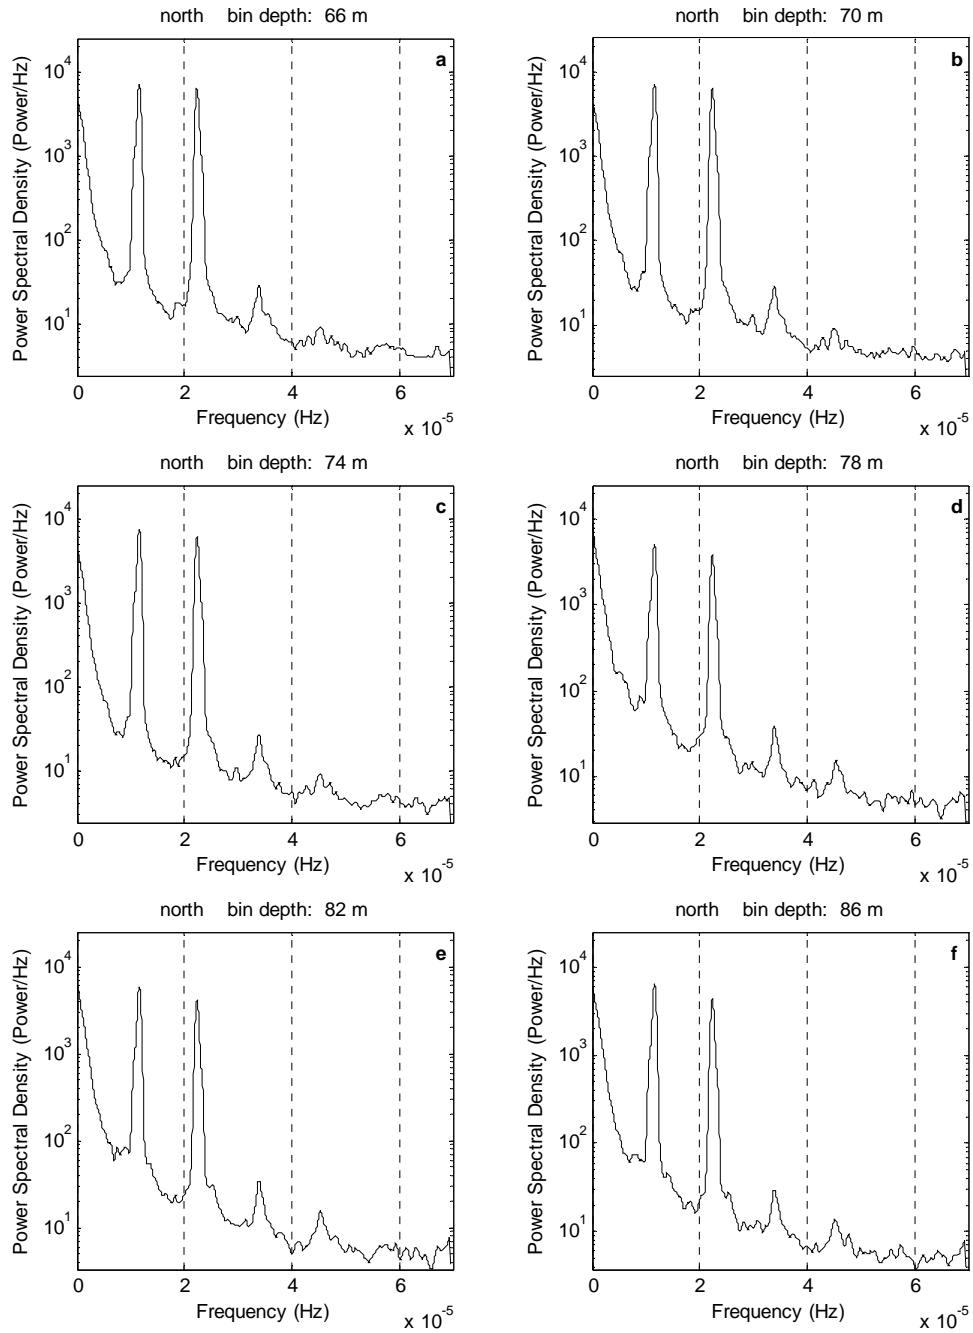 north bin depth: 66 m
a
Power Spectral Density (Power/Hz)
10^4
10^3
10^2
10^1
0 2 4 6
Frequency (Hz)
x 10^-5
north bin depth: 70 m
b
Power Spectral Density (Power/Hz)
10^4
10^3
10^2
10^1
0 2 4 6
Frequency (Hz)
x 10^-5
north bin depth: 74 m
c
Power Spectral Density (Power/Hz)
10^4
10^3
10^2
10^1
0 2 4 6
Frequency (Hz)
x 10^-5
north bin depth: 78 m
d
Power Spectral Density (Power/Hz)
10^4
10^3
10^2
10^1
0 2 4 6
Frequency (Hz)
x 10^-5
north bin depth: 82 m
e
Power Spectral Density (Power/Hz)
10^4
10^3
10^2
10^1
0 2 4 6
Frequency (Hz)
x 10^-5
north bin depth: 86 m
f
Power Spectral Density (Power/Hz)
10^4
10^3
10^2
10^1
0 2 4 6
Frequency (Hz)
x 10^-5